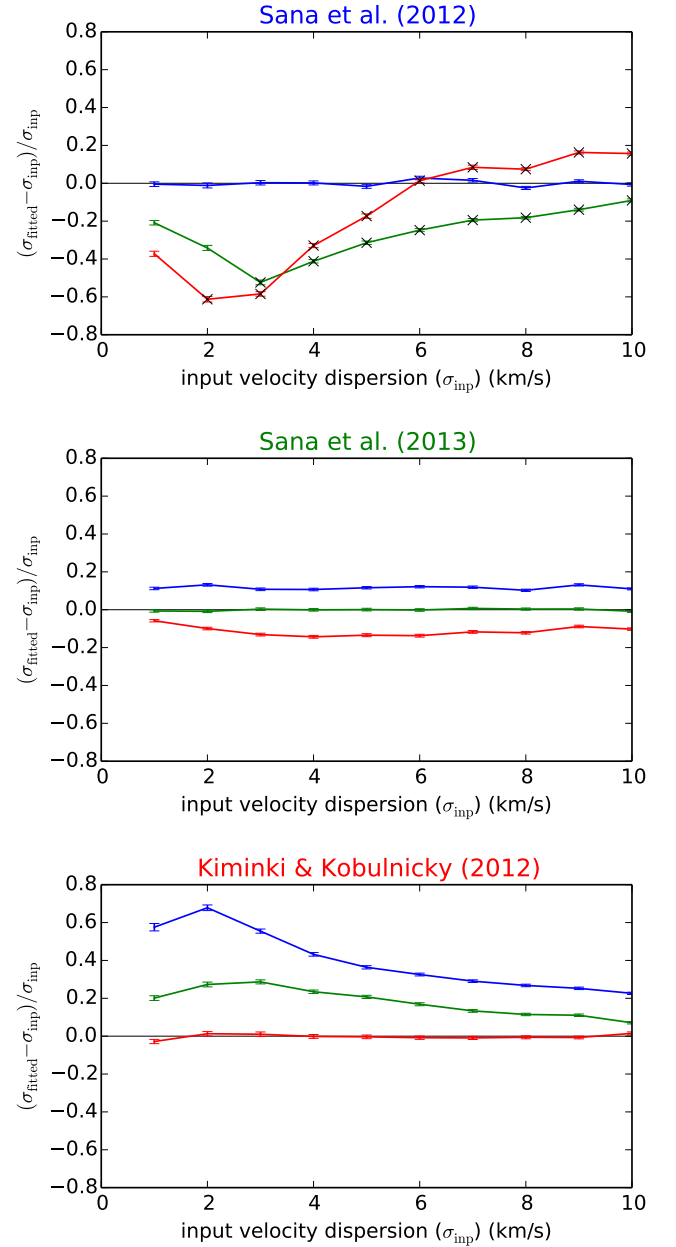 Sana et al. (2012)
0.8
0.6
0.4
0.2
0.0
−0.2
−0.4
−0.6
−0.8
(σfitted−σinp)/σinp
0 2 4 6 8 10
input velocity dispersion (σinp) (km/s)
Sana et al. (2013)
0.8
0.6
0.4
0.2
0.0
−0.2
−0.4
−0.6
−0.8
(σfitted−σinp)/σinp
0 2 4 6 8 10
input velocity dispersion (σinp) (km/s)
Kiminki & Kobulnicky (2012)
0.8
0.6
0.4
0.2
0.0
−0.2
−0.4
−0.6
−0.8
(σfitted−σinp)/σinp
0 2 4 6 8 10
input velocity dispersion (σinp) (km/s)